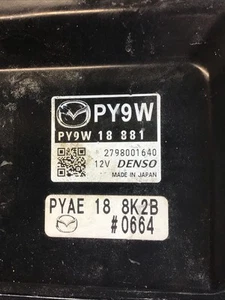 PY9W
PY9W 18 881
2798001640
12V DENSO
MADE IN JAPAN
PYAE 18 8K2B
#0664